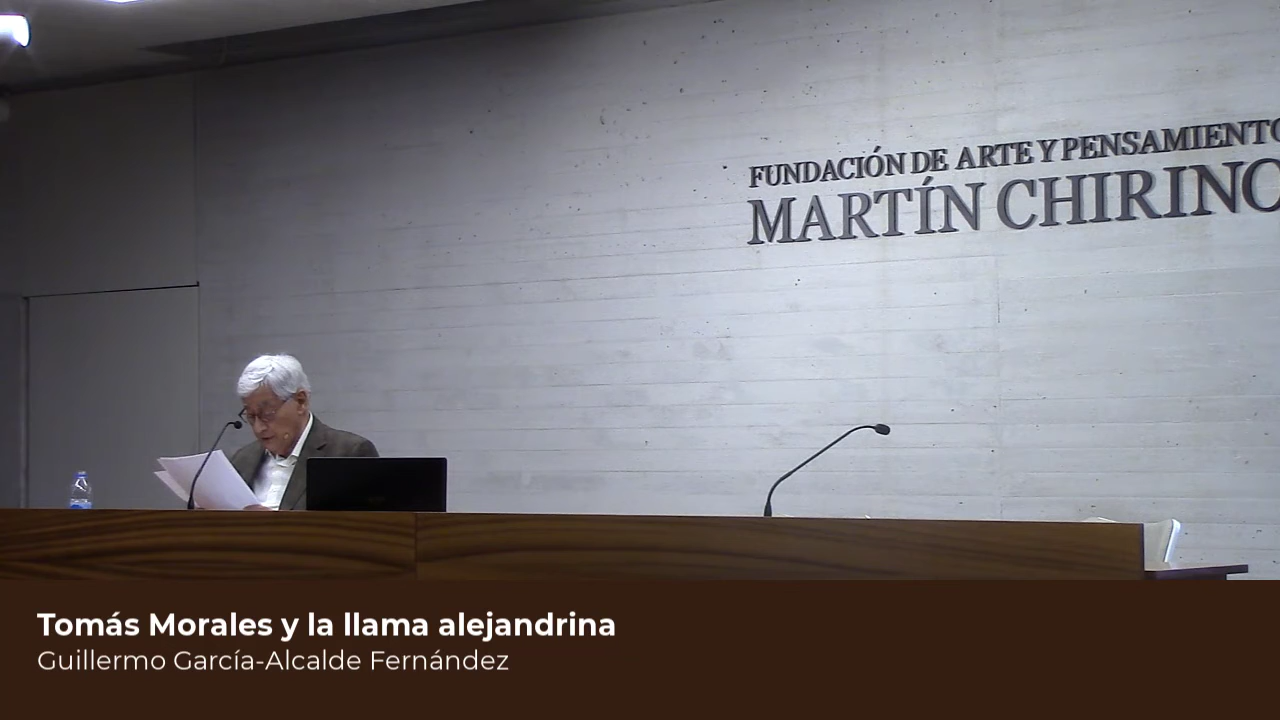 FUNDACIÓN DE ARTE Y PENSAMIENTO
MARTÍN CHIRINO
Tomás Morales y la llama alejandrina
Guillermo García-Alcalde Fernández